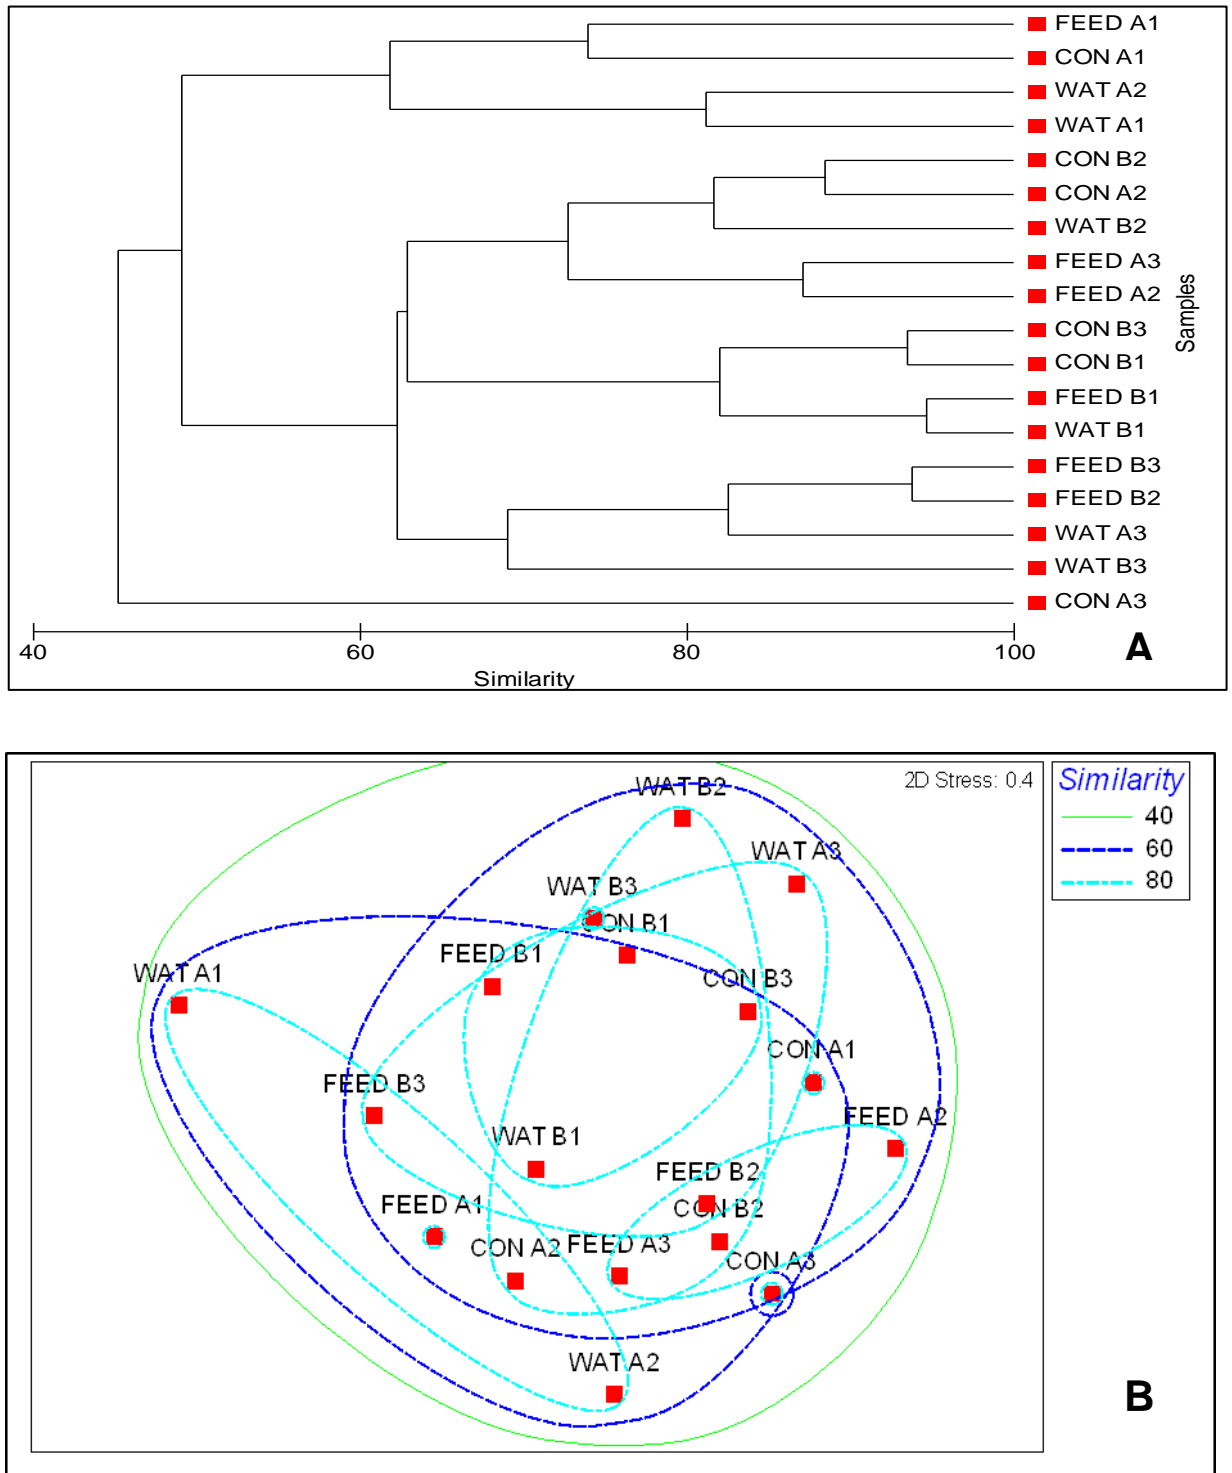 FEED A1
CON A1
WAT A2
WAT A1
CON B2
CON A2
WAT B2
FEED A3
FEED A2
CON B3
CON B1
FEED B1
WAT B1
FEED B3
FEED B2
WAT A3
WAT B3
CON A3
Samples
40 60 80 100
Similarity
A
2D Stress: 0.4
Similarity
40
60
80
WAT B2
WAT A3
WAT B3
CON B1
FEED B1
WAT A1
CON B3
CON A1
FEED B3
FEED A2
WAT B1
FEED B2
FEED A1
CON B2
CON A2
FEED A3
CON A3
WAT A2
B